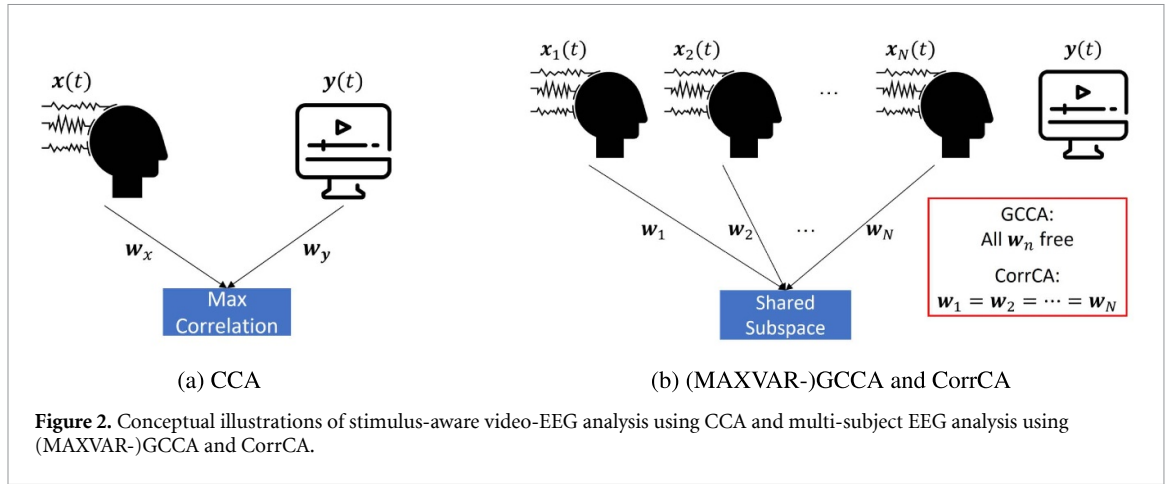 x(t)
y(t)
w_x
w_y
Max
Correlation
(a) CCA
x_1(t)
x_2(t)
...
x_N(t)
y(t)
w_1
w_2
...
w_N
Shared
Subspace
GCCA:
All w_n free
CorrCA:
w_1 = w_2 = ⋯ = w_N
(b) (MAXVAR-)GCCA and CorrCA
Figure 2. Conceptual illustrations of stimulus-aware video-EEG analysis using CCA and multi-subject EEG analysis using
(MAXVAR-)GCCA and CorrCA.